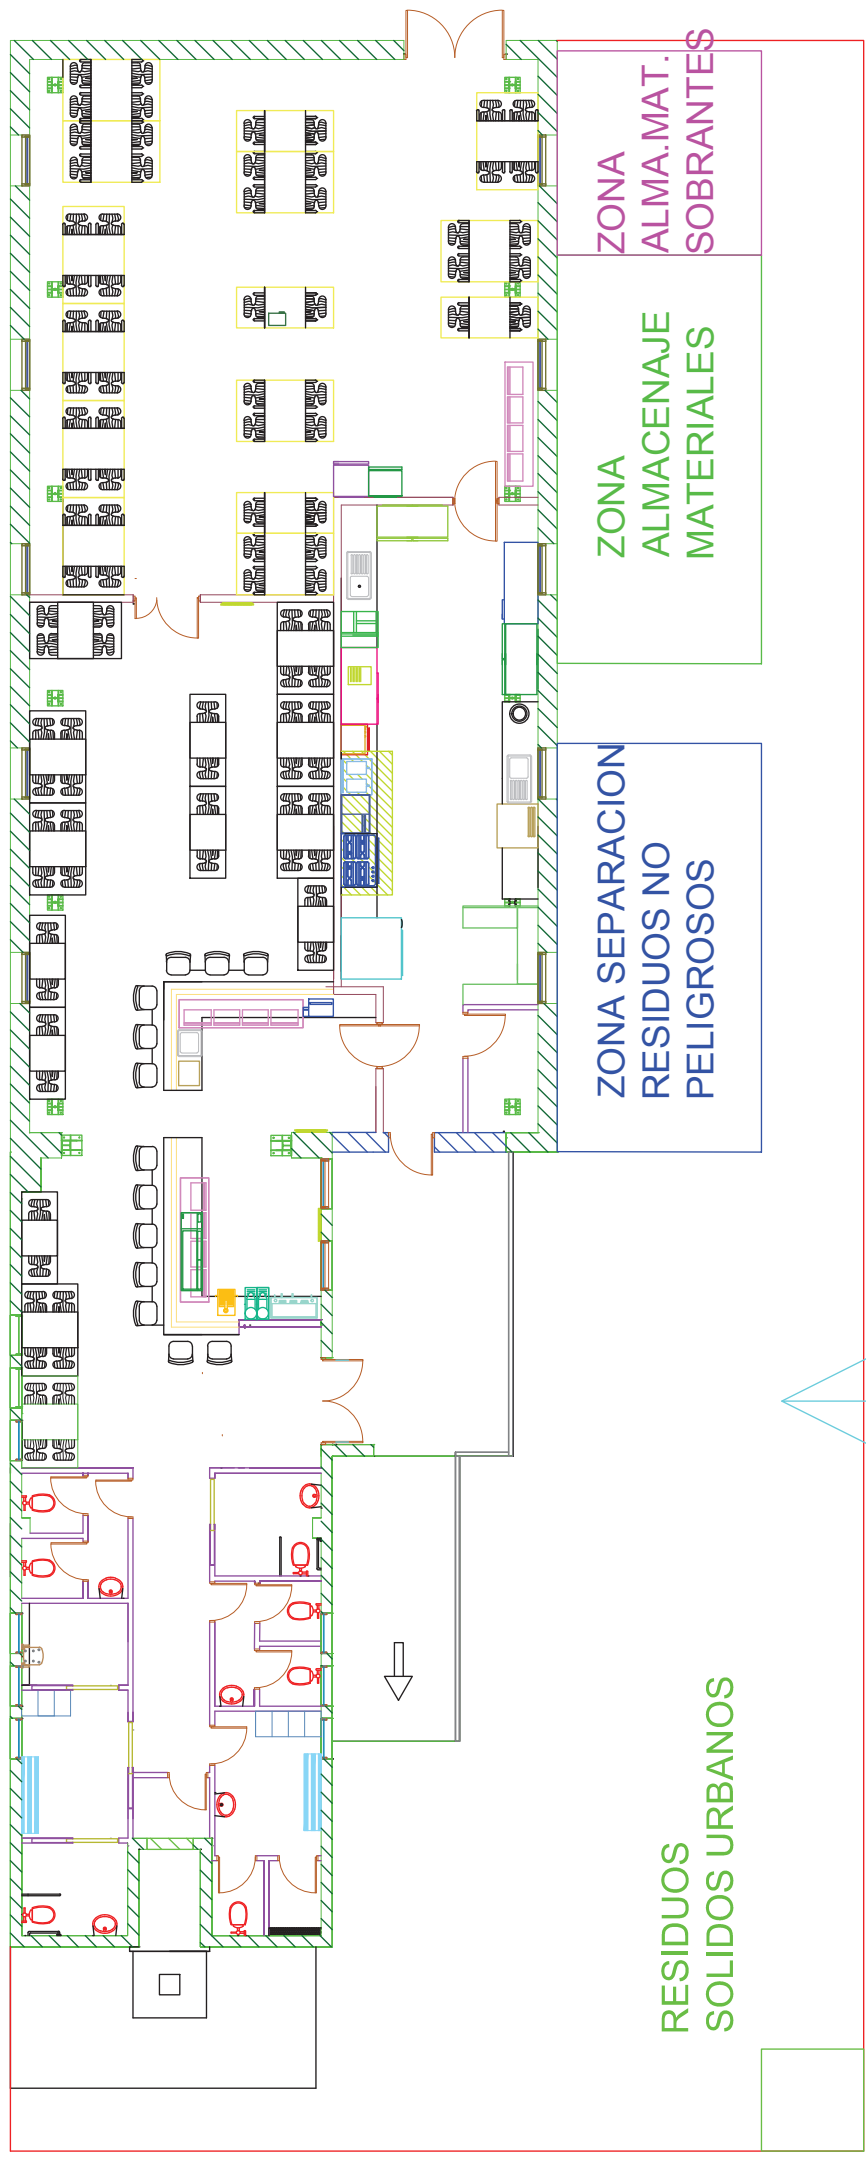 ZONA
ALMA.MAT.
SOBRANTES
ZONA
ALMACENAJE
MATERIALES
ZONA SEPARACION
RESIDUOS NO
PELIGROSOS
RESIDUOS
SOLIDOS URBANOS